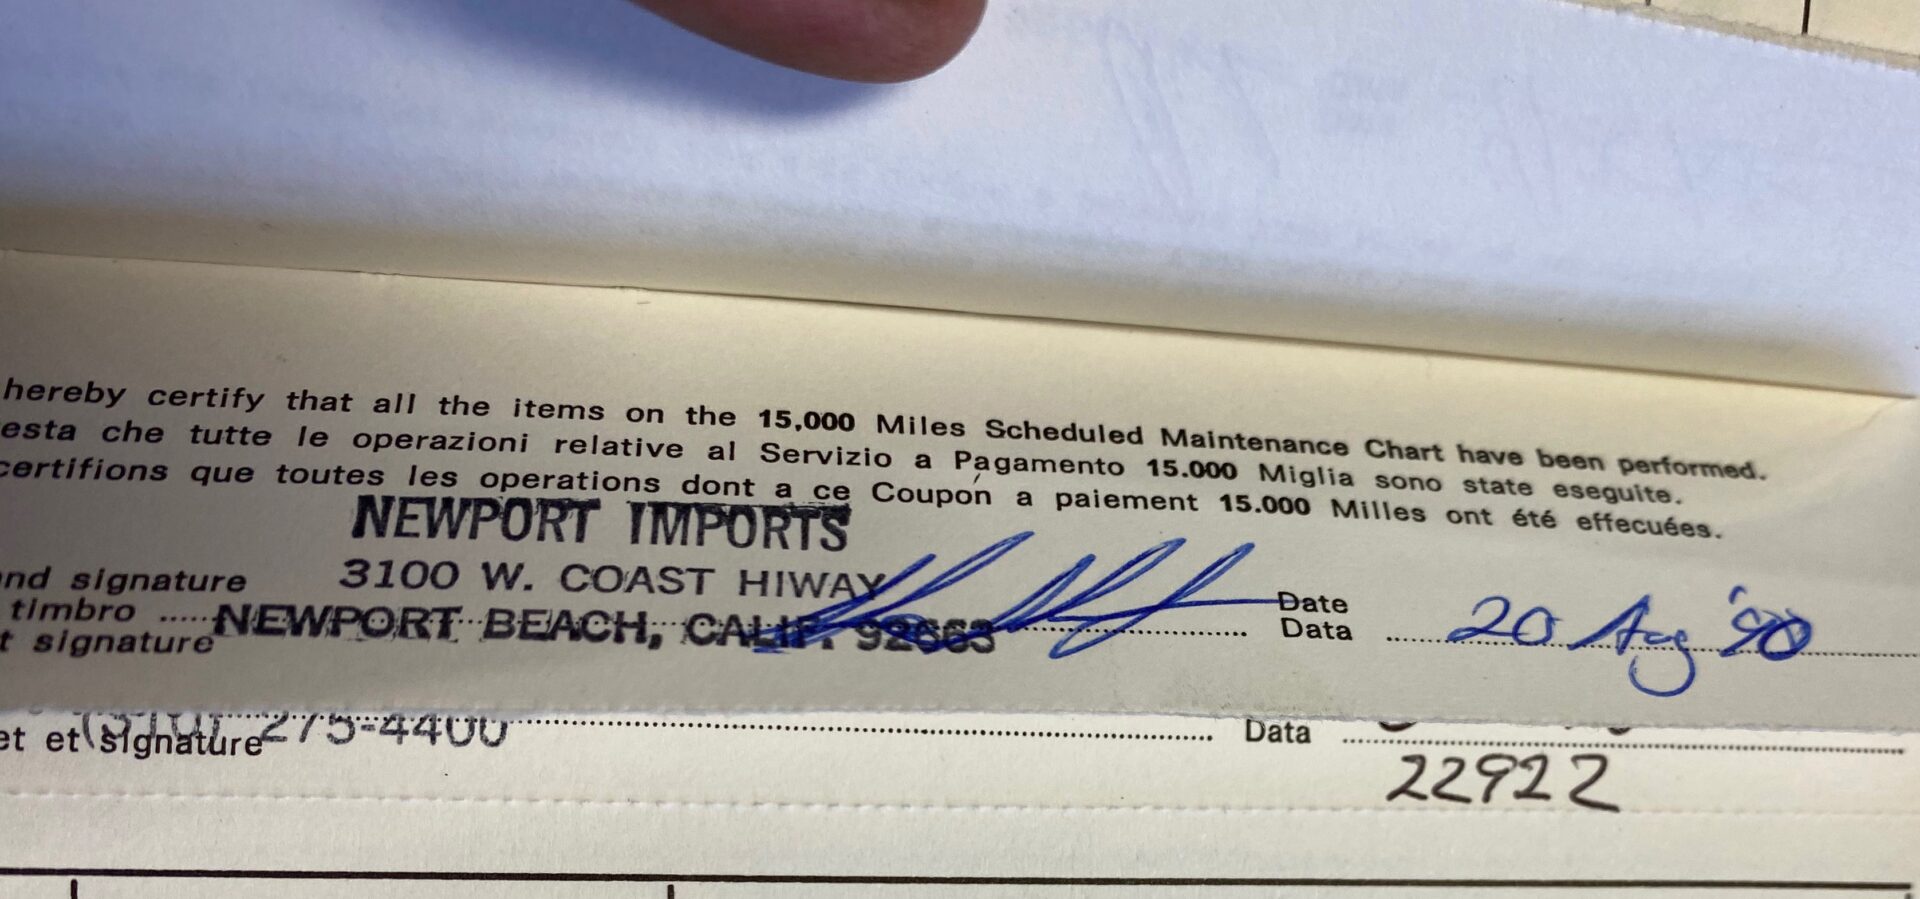 hereby certify that all the items on the 15,000 Miles Scheduled Maintenance Chart have been performed.
esta che tutte le operazioni relative al Servizio a Pagamento 15.000 Miglia sono state eseguite.
certifions que toutes les operations dont a ce Coupon a paiement 15.000 Milles ont été effecuées.
NEWPORT IMPORTS
3100 W. COAST HIWAY
NEWPORT BEACH, CALIF. 92663
nd signature
timbro
t signature
Date
Data
20 Aug '90
(310) 275-4400
et et signature
Data
22922